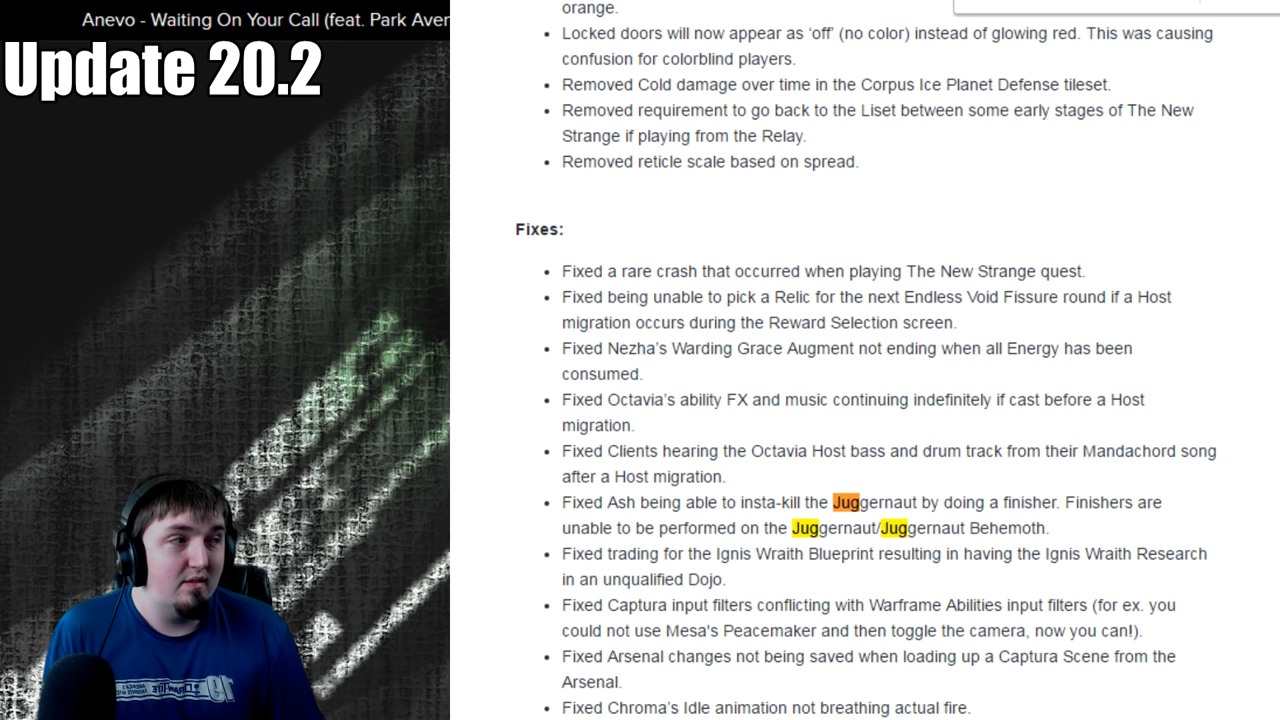 Anevo - Waiting On Your Call (feat. Park Aver
Update 20.2
orange.
• Locked doors will now appear as ‘off’ (no color) instead of glowing red. This was causing
confusion for colorblind players.
• Removed Cold damage over time in the Corpus Ice Planet Defense tileset.
• Removed requirement to go back to the Liset between some early stages of The New
Strange if playing from the Relay.
• Removed reticle scale based on spread.
Fixes:
• Fixed a rare crash that occurred when playing The New Strange quest.
• Fixed being unable to pick a Relic for the next Endless Void Fissure round if a Host
migration occurs during the Reward Selection screen.
• Fixed Nezha’s Warding Grace Augment not ending when all Energy has been
consumed.
• Fixed Octavia’s ability FX and music continuing indefinitely if cast before a Host
migration.
• Fixed Clients hearing the Octavia Host bass and drum track from their Mandachord song
after a Host migration.
• Fixed Ash being able to insta-kill the Juggernaut by doing a finisher. Finishers are
unable to be performed on the Juggernaut/Juggernaut Behemoth.
• Fixed trading for the Ignis Wraith Blueprint resulting in having the Ignis Wraith Research
in an unqualified Dojo.
• Fixed Captura input filters conflicting with Warframe Abilities input filters (for ex. you
could not use Mesa's Peacemaker and then toggle the camera, now you can!).
• Fixed Arsenal changes not being saved when loading up a Captura Scene from the
Arsenal.
• Fixed Chroma’s Idle animation not breathing actual fire.